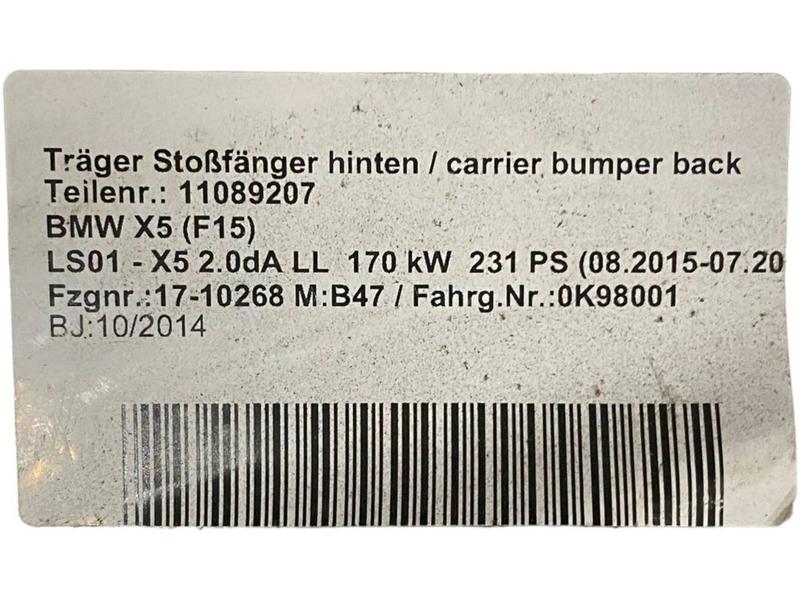 Träger Stoßfänger hinten / carrier bumper back
Teilenr.: 11089207
BMW X5 (F15)
LS01 - X5 2.0dA LL 170 kW 231 PS (08.2015-07.20
Fzgnr.:17-10268 M:B47 / Fahrg.Nr.:0K98001
BJ:10/2014